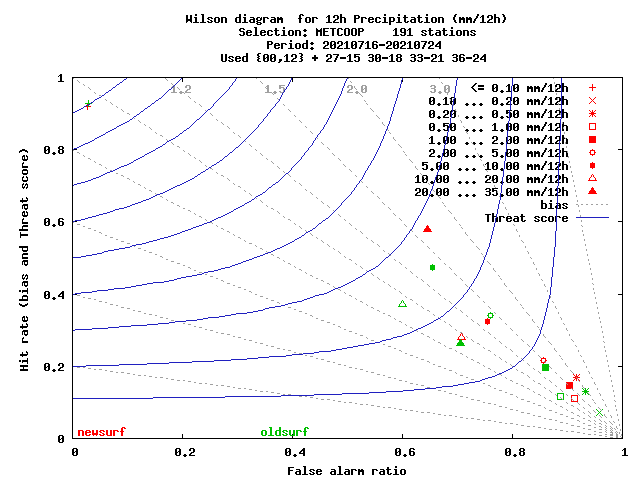 Wilson diagram  for 12h Precipitation (mm/12h)
Selection: METCOOP    191 stations
Period: 20210716-20210724
Used {00,12} + 27-15 30-18 33-21 36-24
1.2 1.5 2.0 3.0
<= 0.10 mm/12h
0.10 ... 0.20 mm/12h
0.20 ... 0.50 mm/12h
0.50 ... 1.00 mm/12h
1.00 ... 2.00 mm/12h
2.00 ... 5.00 mm/12h
5.00 ... 10.00 mm/12h
10.00 ... 20.00 mm/12h
20.00 ... 35.00 mm/12h
bias
Threat score
1
0.8
0.6
0.4
0.2
0
Hit rate (bias and Threat score)
newsurf oldsurf
0 0.2 0.4 0.6 0.8 1
False alarm ratio